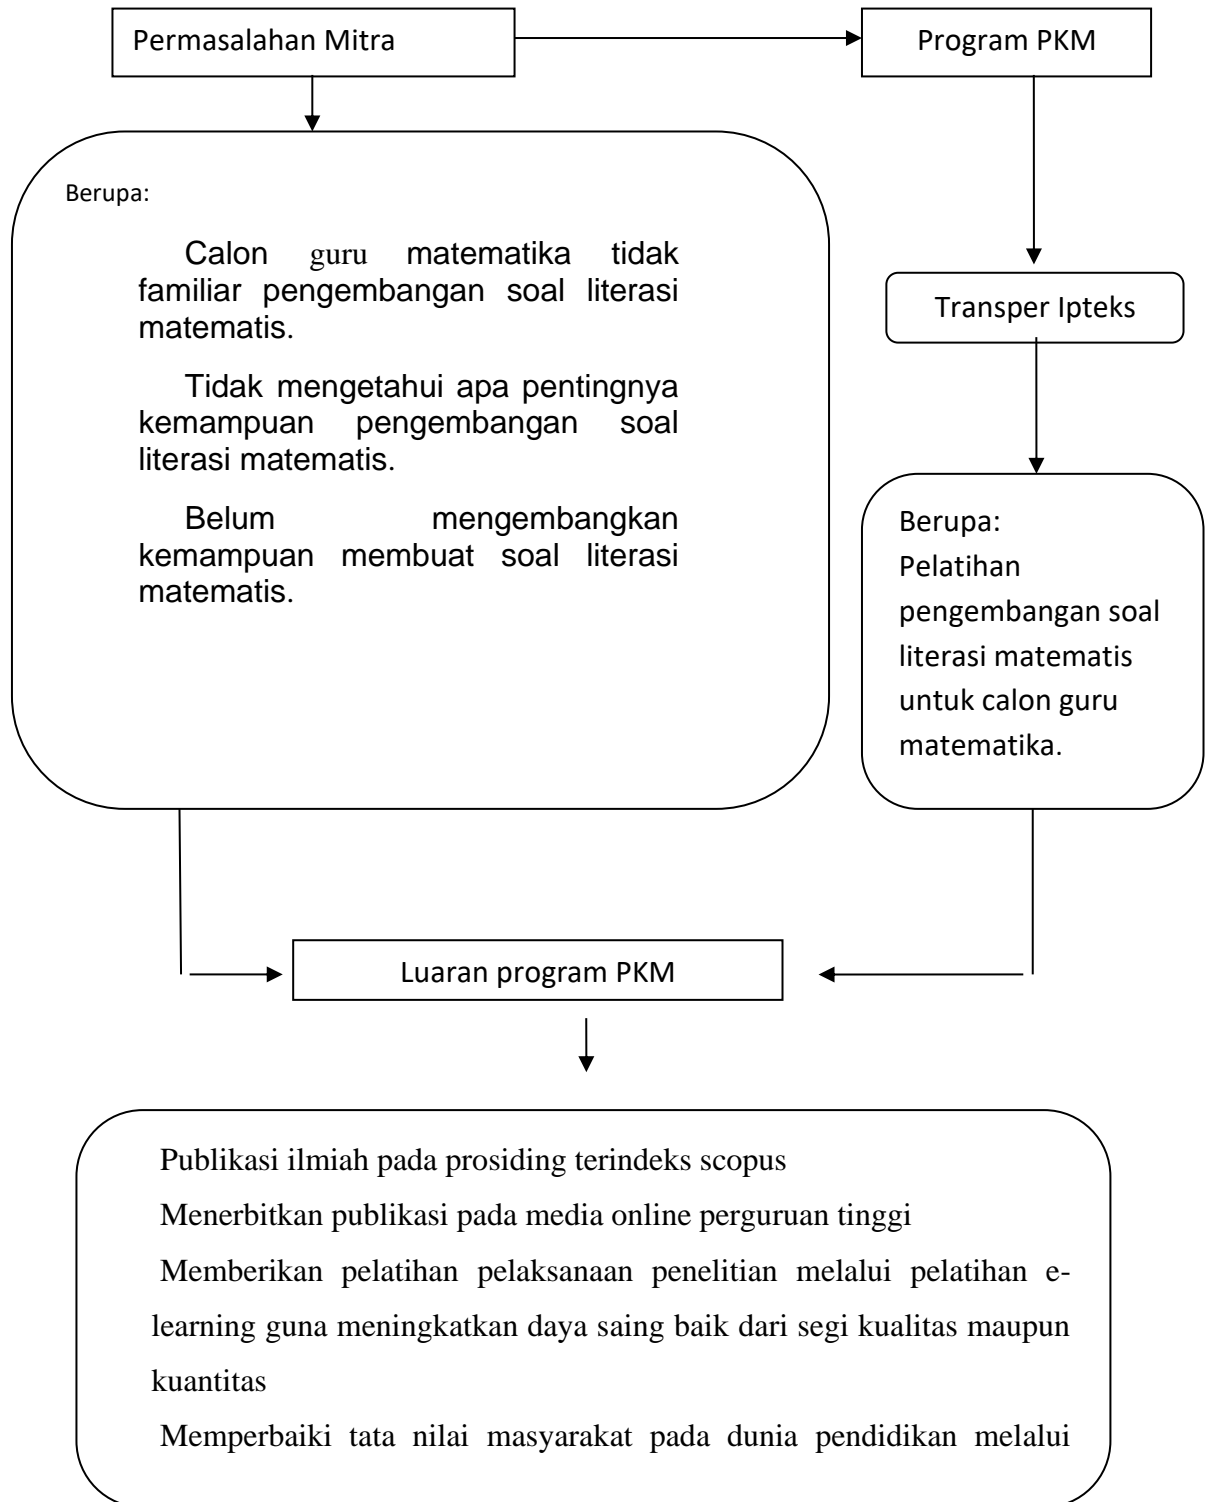 Permasalahan Mitra
Program PKM
Berupa:
Calon guru matematika tidak
familiar pengembangan soal literasi
matematis.
Tidak mengetahui apa pentingnya
kemampuan pengembangan soal
literasi matematis.
Belum mengembangkan
kemampuan membuat soal literasi
matematis.
Transper Ipteks
Berupa:
Pelatihan
pengembangan soal
literasi matematis
untuk calon guru
matematika.
Luaran program PKM
Publikasi ilmiah pada prosiding terindeks scopus
Menerbitkan publikasi pada media online perguruan tinggi
Memberikan pelatihan pelaksanaan penelitian melalui pelatihan e-
learning guna meningkatkan daya saing baik dari segi kualitas maupun
kuantitas
Memperbaiki tata nilai masyarakat pada dunia pendidikan melalui